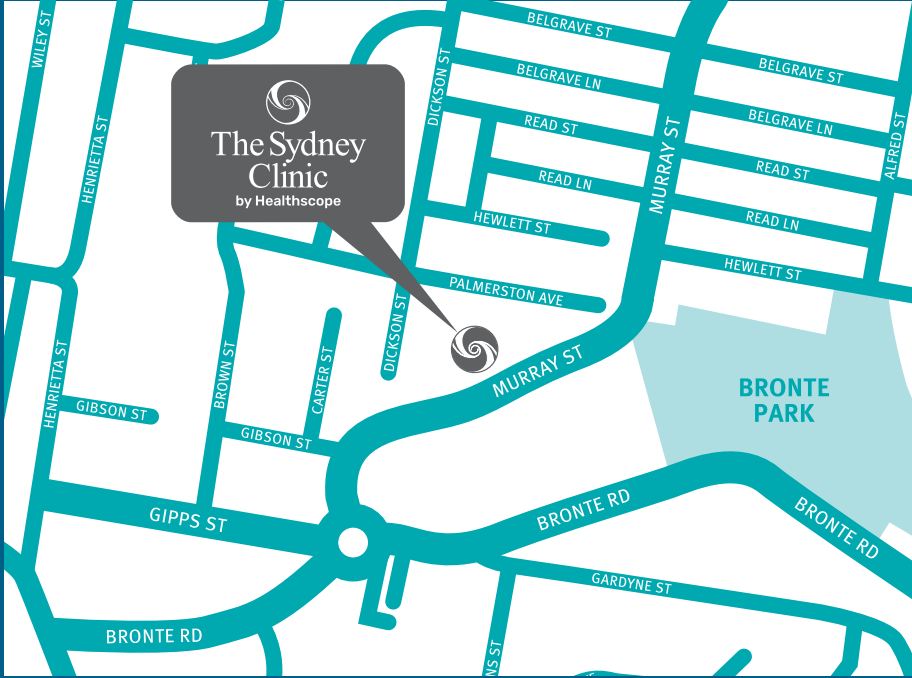 WILEY ST
BELGRAVE ST
BELGRAVE ST
DICKSON ST
BELGRAVE LN
BELGRAVE LN
HENRIETTA ST
The Sydney
Clinic
by Healthscope
READ ST
MURRAY ST
READ ST
ALFRED ST
READ LN
READ LN
HEWLETT ST
HEWLETT ST
PALMERSTON AVE
DICKSON ST
MURRAY ST
BRONTE
PARK
HENRIETTA ST
BROWN ST
CARTER ST
GIBSON ST
GIBSON ST
GIPPS ST
BRONTE RD
BRONTE RD
GARDYNE ST
BRONTE RD
NS ST